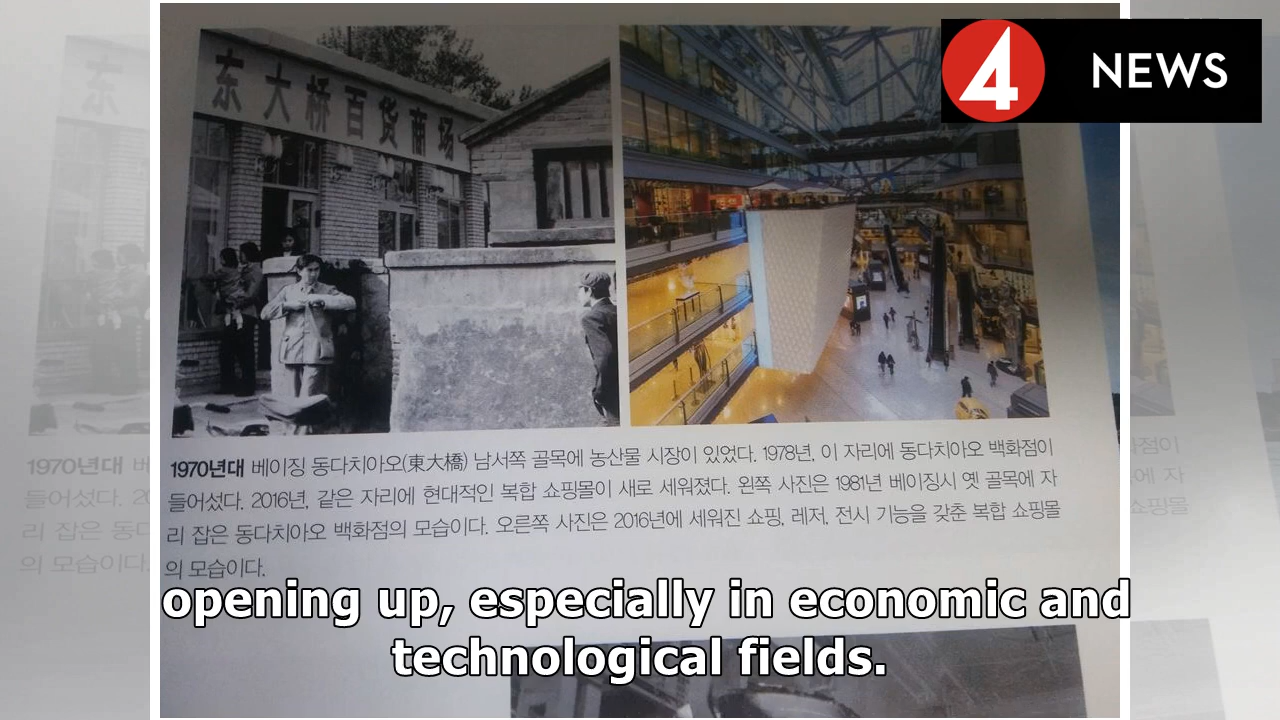 东大桥百货商场
4 NEWS
1970년대 베이징 동다치아오(東大橋) 남서쪽 골목에 농산물 시장이 있었다. 1978년, 이 자리에 동다치아오 백화점이
들어섰다. 2016년, 같은 자리에 현대적인 복합 쇼핑몰이 새로 세워졌다. 왼쪽 사진은 1981년 베이징시 옛 골목에 자
리 잡은 동다치아오 백화점의 모습이다. 오른쪽 사진은 2016년에 세워진 쇼핑, 레저, 전시 기능을 갖춘 복합 쇼핑몰
의 모습이다.
opening up, especially in economic and
technological fields.